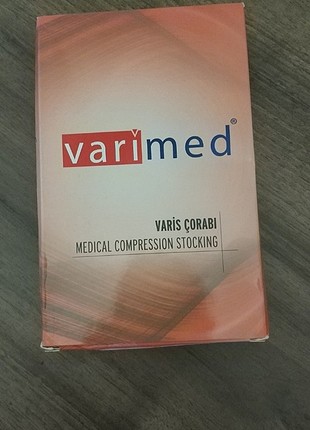 varimed®
VARİS ÇORABI
MEDICAL COMPRESSION STOCKING